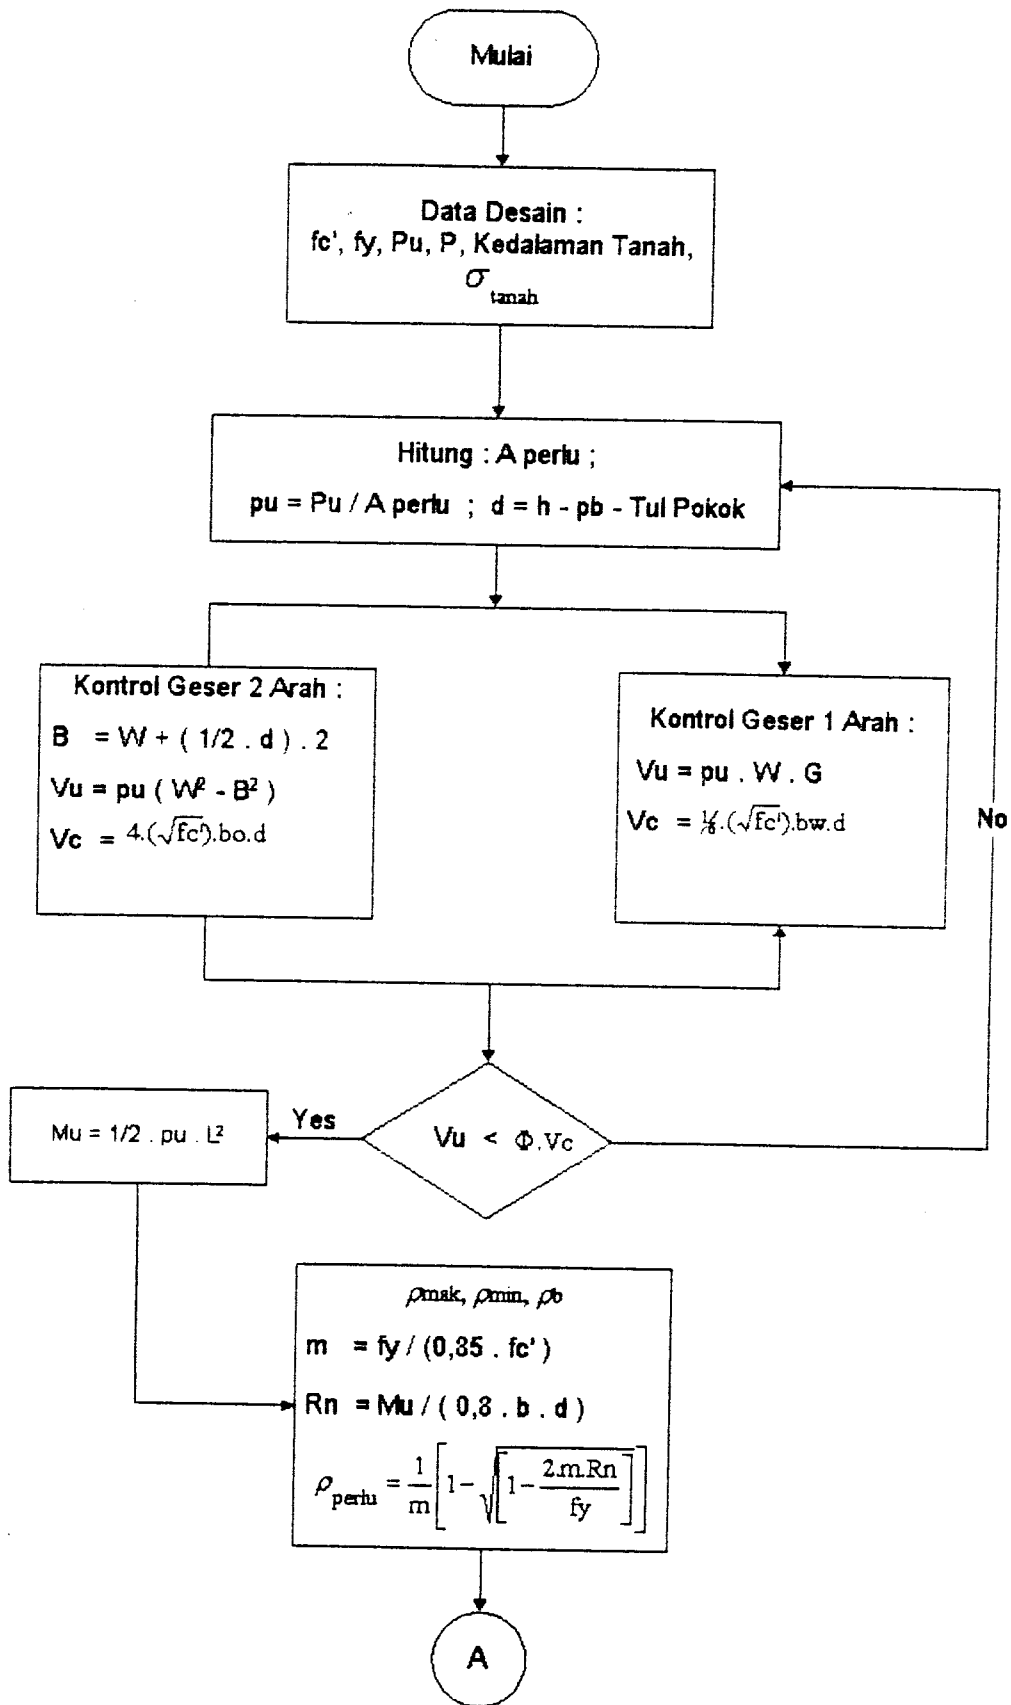 Mulai
Data Desain :
fc', fy, Pu, P, Kedalaman Tanah,
σ tanah
Hitung : A perlu ;
pu = Pu / A perlu ; d = h - pb - Tul Pokok
Kontrol Geser 2 Arah :
B = W + ( 1/2 . d ) . 2
Vu = pu ( W² - B² )
Vc = 4.(√fc').bo.d
Kontrol Geser 1 Arah :
Vu = pu . W . G
Vc = ⅙.(√fc').bw.d
No
Vu < Φ.Vc
Yes
Mu = 1/2 . pu . L²
ρmak, ρmin, ρb
m = fy / (0,85 . fc' )
Rn = Mu / ( 0,8 . b . d )
ρ perlu = 1/m [ 1 - √[ 1 - 2.m.Rn / fy ] ]
A